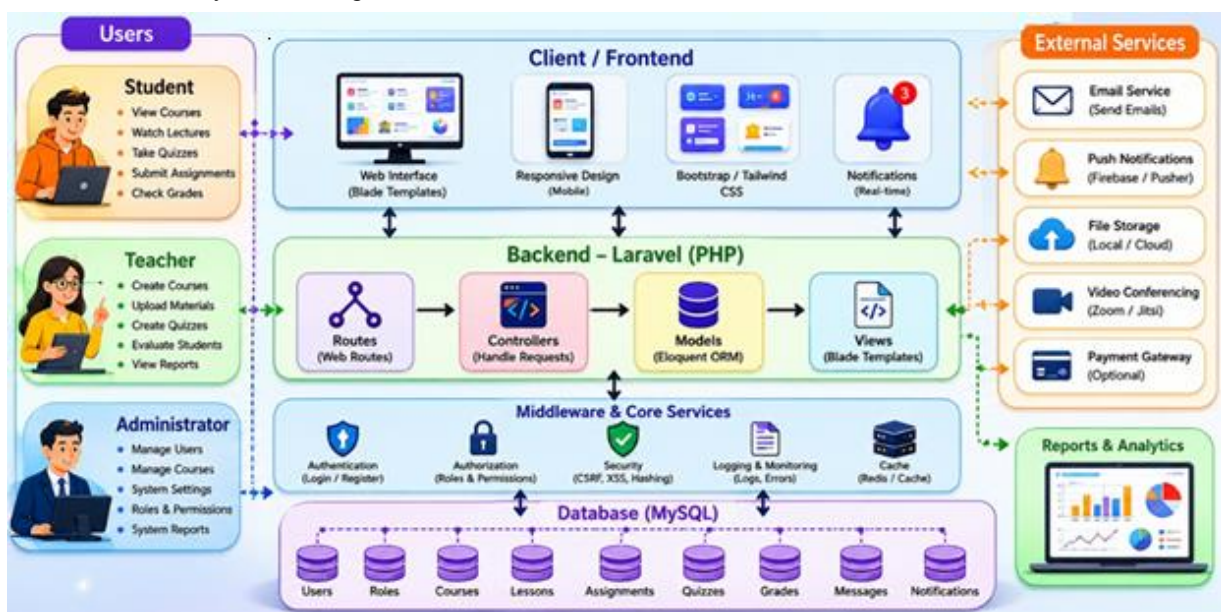 Users
Student
View Courses
Watch Lectures
Take Quizzes
Submit Assignments
Check Grades
Teacher
Create Courses
Upload Materials
Create Quizzes
Evaluate Students
View Reports
Administrator
Manage Users
Manage Courses
System Settings
Roles & Permissions
System Reports
Client / Frontend
Web Interface
(Blade Templates)
Responsive Design
(Mobile)
Bootstrap / Tailwind
CSS
3
Notifications
(Real-time)
Backend – Laravel (PHP)
Routes
(Web Routes)
Controllers
(Handle Requests)
Models
(Eloquent ORM)
Views
(Blade Templates)
Middleware & Core Services
Authentication
(Login / Register)
Authorization
(Roles & Permissions)
Security
(CSRF, XSS, Hashing)
Logging & Monitoring
(Logs, Errors)
Cache
(Redis / Cache)
Database (MySQL)
Users
Roles
Courses
Lessons
Assignments
Quizzes
Grades
Messages
Notifications
External Services
Email Service
(Send Emails)
Push Notifications
(Firebase / Pusher)
File Storage
(Local / Cloud)
Video Conferencing
(Zoom / Jitsi)
Payment Gateway
(Optional)
Reports & Analytics